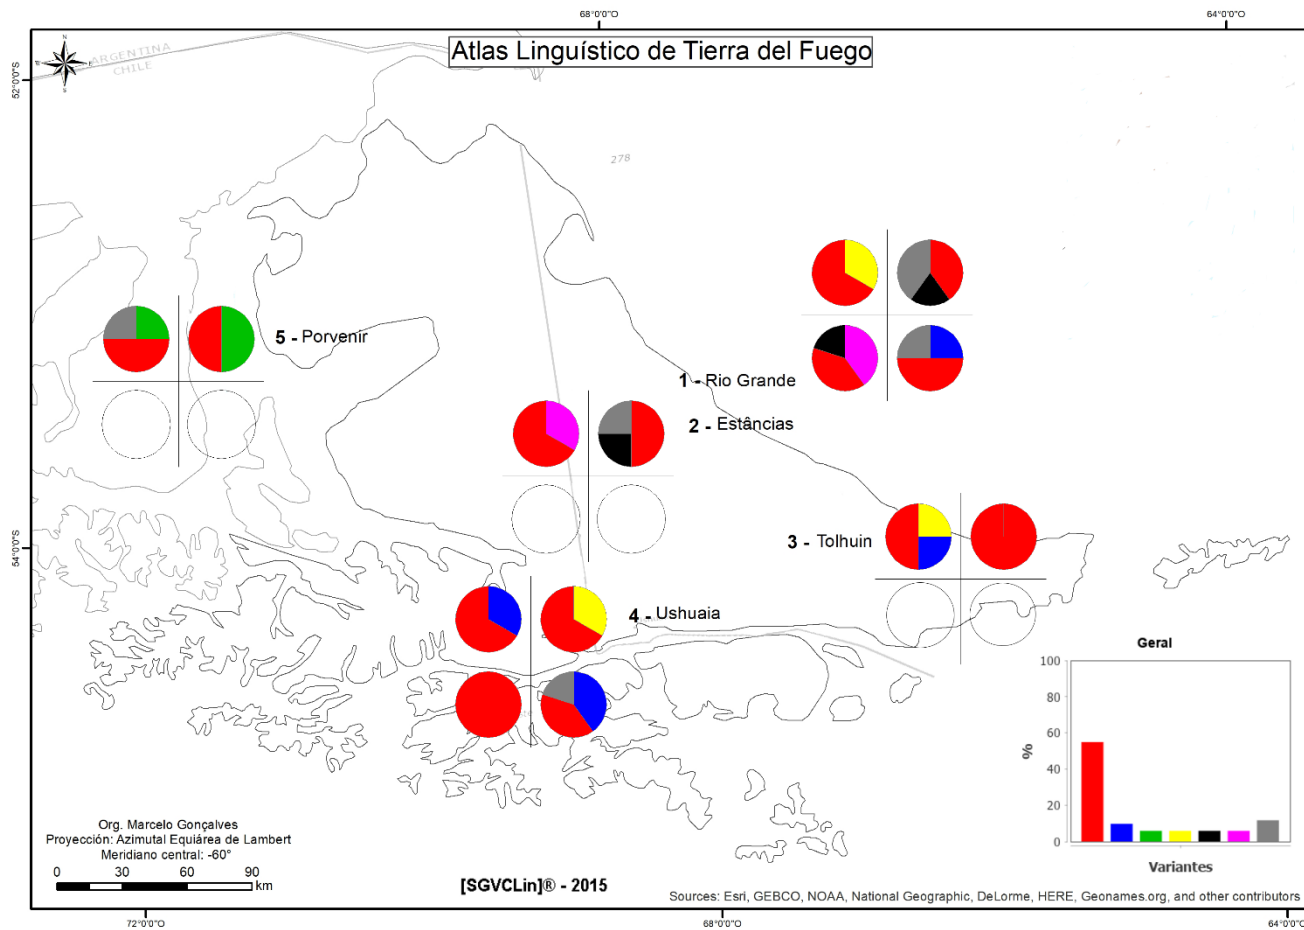 68°0'0"O
64°0'0"O
Atlas Linguístico de Tierra del Fuego
N
O
E
S
ARGENTINA
CHILE
52°0'0"S
278
5 - Porvenir
1 - Rio Grande
2 - Estâncias
3 - Tolhuin
54°0'0"S
4 - Ushuaia
Geral
100
80
60
40
20
0
%
Variantes
Org. Marcelo Gonçalves
Proyección: Azimutal Equiárea de Lambert
Meridiano central: -60°
0 30 60 90
km
[SGVCLin]® - 2015
Sources: Esri, GEBCO, NOAA, National Geographic, DeLorme, HERE, Geonames.org, and other contributors
72°0'0"O
68°0'0"O
64°0'0"O